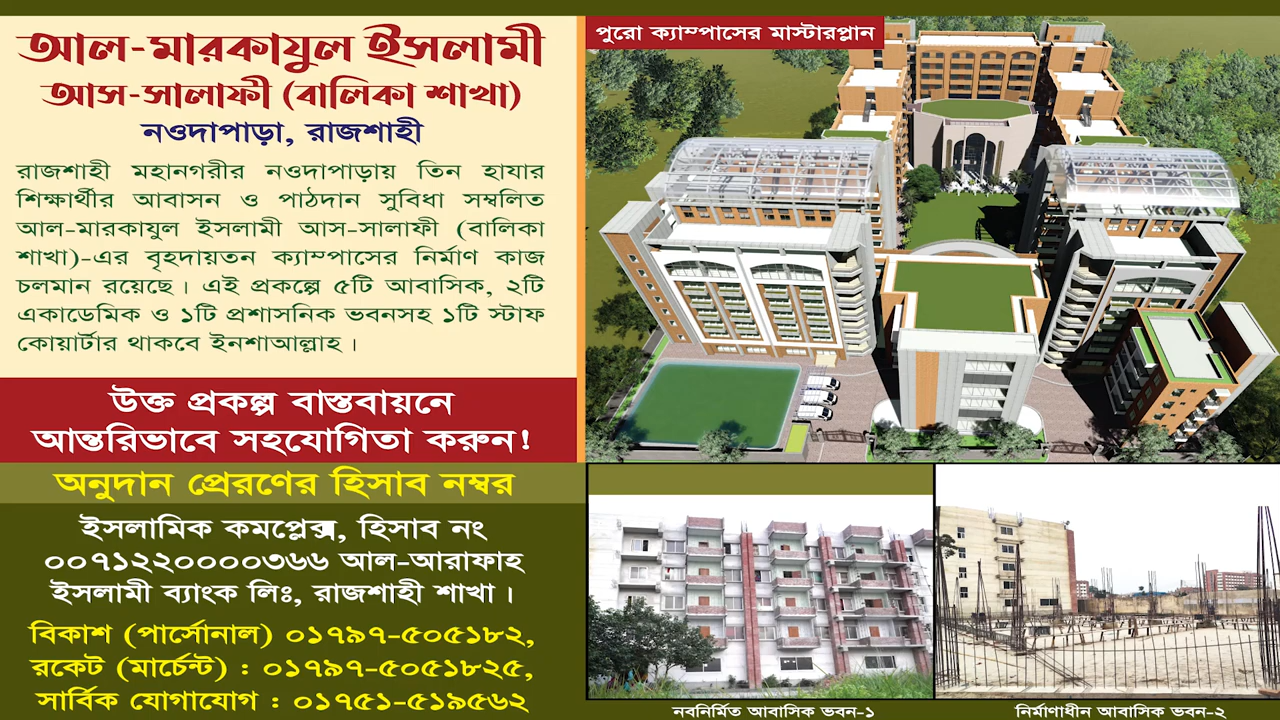 আল-মারকাযুল ইসলামী
আস-সালাফী (বালিকা শাখা)
নওদাপাড়া, রাজশাহী
রাজশাহী মহানগরীর নওদাপাড়ায় তিন হাযার
শিক্ষার্থীর আবাসন ও পাঠদান সুবিধা সম্বলিত
আল-মারকাযুল ইসলামী আস-সালাফী (বালিকা
শাখা)-এর বৃহদায়তন ক্যাম্পাসের নির্মাণ কাজ
চলমান রয়েছে। এই প্রকল্পে ৫টি আবাসিক, ২টি
একাডেমিক ও ১টি প্রশাসনিক ভবনসহ ১টি স্টাফ
কোয়ার্টার থাকবে ইনশাআল্লাহ।
উক্ত প্রকল্প বাস্তবায়নে
আন্তরিভাবে সহযোগিতা করুন!
অনুদান প্রেরণের হিসাব নম্বর
ইসলামিক কমপ্লেক্স, হিসাব নং
০০৭১২২০০০০৩৬৬ আল-আরাফাহ
ইসলামী ব্যাংক লিঃ, রাজশাহী শাখা।
বিকাশ (পার্সোনাল) ০১৭৯৭-৫০৫১৮২,
রকেট (মার্চেন্ট) : ০১৭৯৭-৫০৫১৮২৫,
সার্বিক যোগাযোগ : ০১৭৫১-৫১৯৫৬২
পুরো ক্যাম্পাসের মাস্টারপ্লান
নবনির্মিত আবাসিক ভবন-১
নির্মাণাধীন আবাসিক ভবন-২